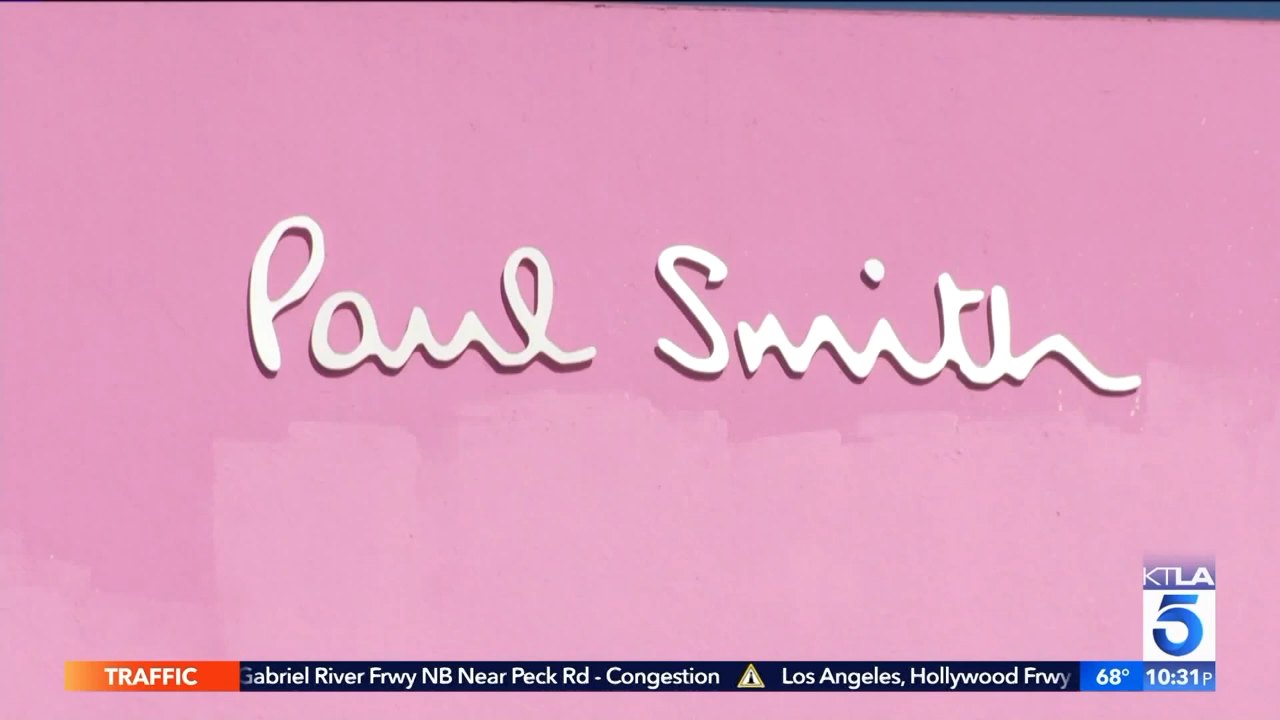 Paul Smith
KTLA
5
TRAFFIC Gabriel River Frwy NB Near Peck Rd - Congestion Los Angeles, Hollywood Frwy 68° 10:31P